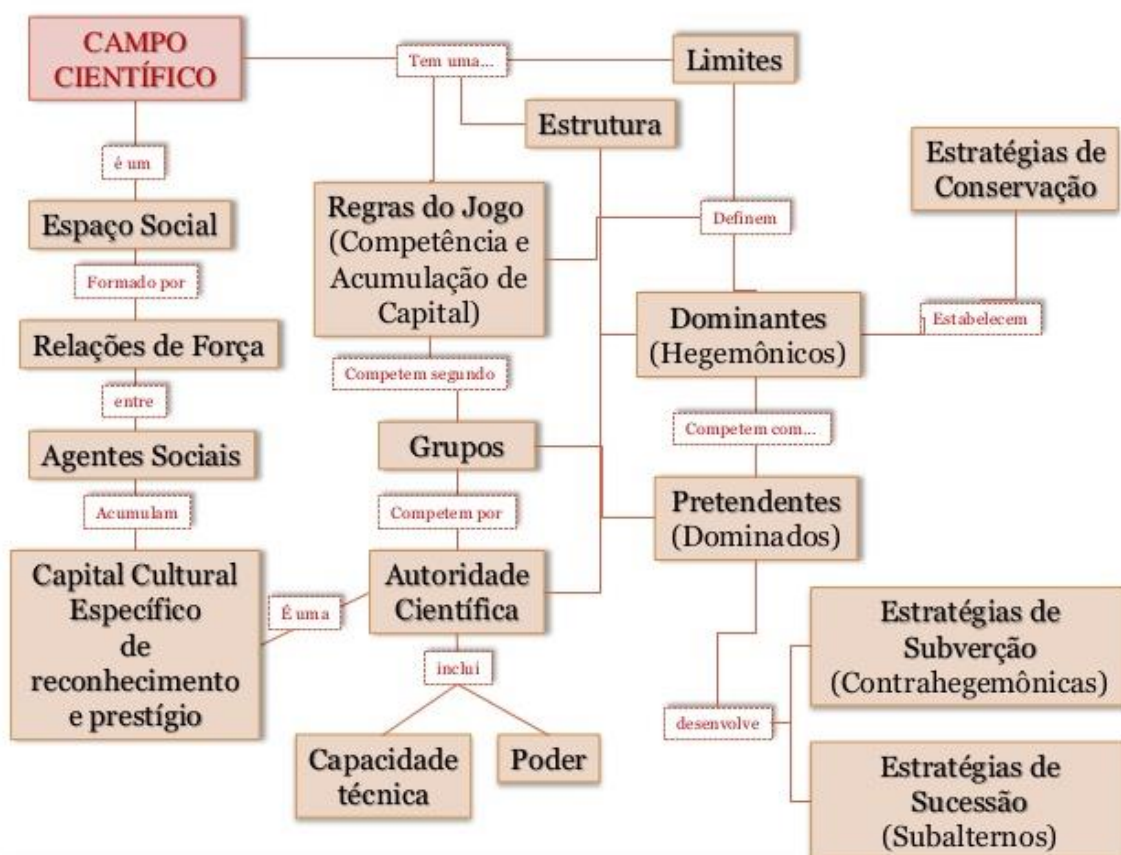 CAMPO
CIENTÍFICO
é um
Espaço Social
Formado por
Relações de Força
entre
Agentes Sociais
Acumulam
Capital Cultural
Específico
de
reconhecimento
e prestígio
É uma
Tem uma...
Limites
Estrutura
Regras do Jogo
(Competência e
Acumulação de
Capital)
Definem
Competem segundo
Grupos
Competem por
Autoridade
Científica
inclui
Capacidade
técnica
Poder
Dominantes
(Hegemônicos)
Estabelecem
Estratégias de
Conservação
Competem com...
Pretendentes
(Dominados)
desenvolve
Estratégias de
Subverção
(Contrahegemônicas)
Estratégias de
Sucessão
(Subalternos)